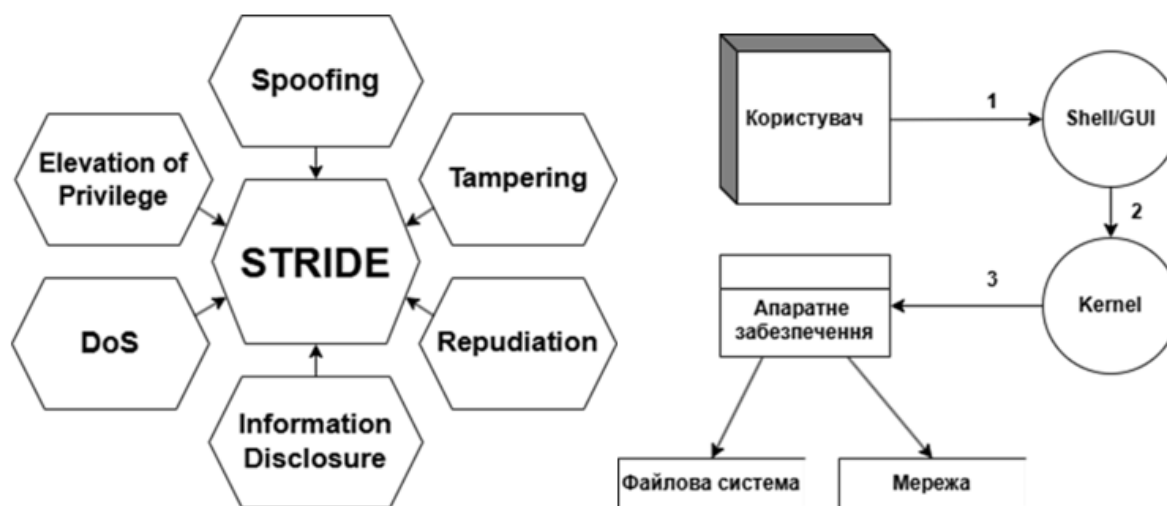 Spoofing
Elevation of
Privilege
Tampering
STRIDE
DoS
Repudiation
Information
Disclosure
Користувач
1
Shell/GUI
2
Kernel
3
Апаратне
забезпечення
Файлова система
Мережа